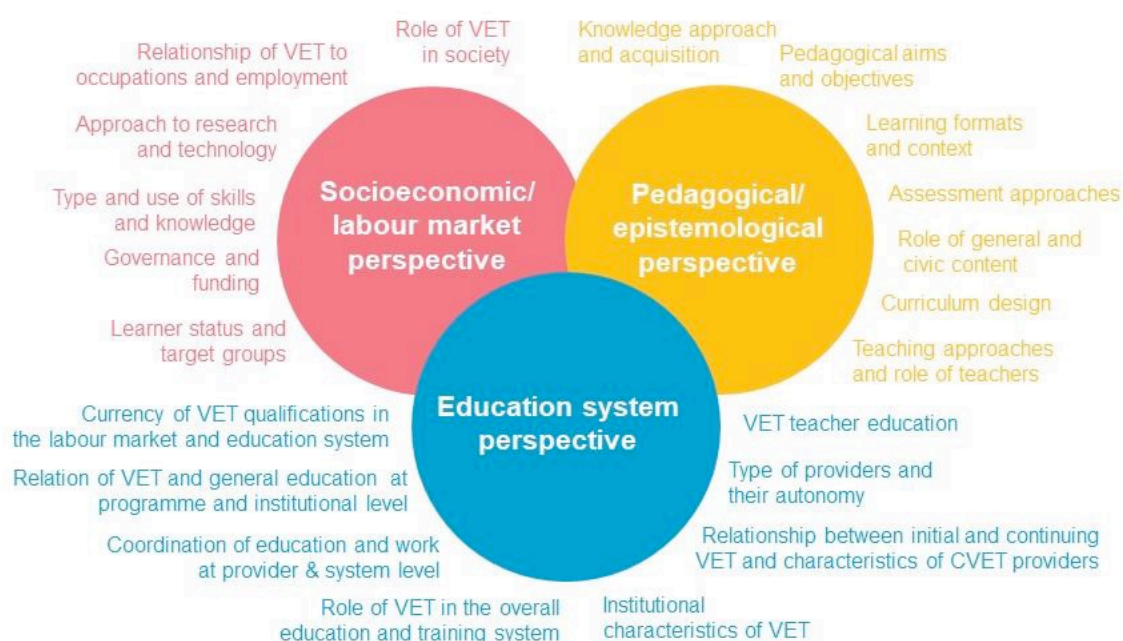 Role of VET
in society
Relationship of VET to
occupations and employment
Approach to research
and technology
Type and use of skills
and knowledge
Governance and
funding
Learner status and
target groups
Socioeconomic/
labour market
perspective
Knowledge approach
and acquisition
Pedagogical aims
and objectives
Learning formats
and context
Assessment approaches
Role of general and
civic content
Curriculum design
Teaching approaches
and role of teachers
Pedagogical/
epistemological
perspective
Education system
perspective
Currency of VET qualifications in
the labour market and education system
Relation of VET and general education at
programme and institutional level
Coordination of education and work
at provider & system level
Role of VET in the overall
education and training system
VET teacher education
Type of providers and
their autonomy
Relationship between initial and continuing
VET and characteristics of CVET providers
Institutional
characteristics of VET